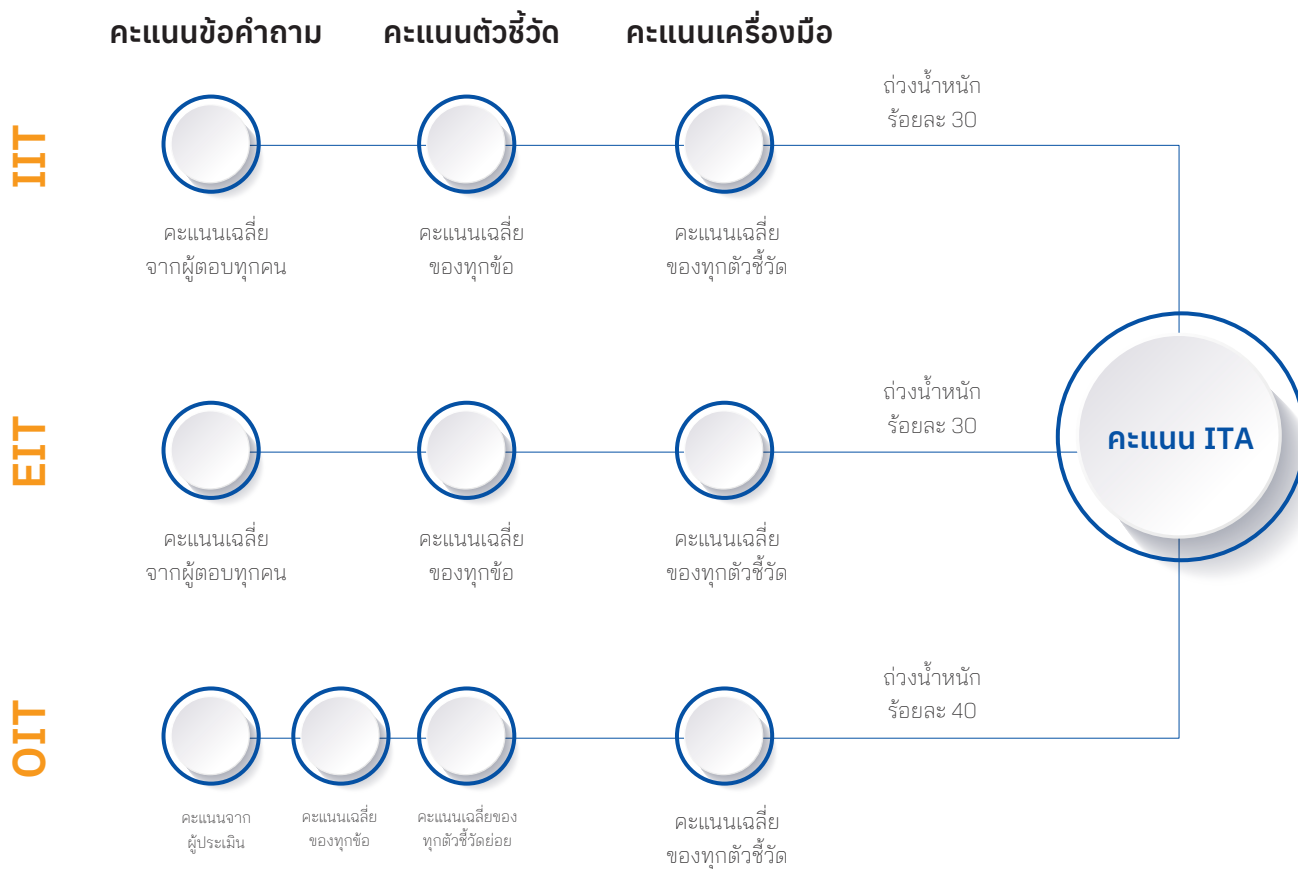 คะแนนข้อคำถาม คะแนนตัวชี้วัด คะแนนเครื่องมือ
IIT
ถ่วงน้ำหนัก
ร้อยละ 30
คะแนนเฉลี่ย
จากผู้ตอบทุกคน
คะแนนเฉลี่ย
ของทุกข้อ
คะแนนเฉลี่ย
ของทุกตัวชี้วัด
EIT
ถ่วงน้ำหนัก
ร้อยละ 30
คะแนน ITA
คะแนนเฉลี่ย
จากผู้ตอบทุกคน
คะแนนเฉลี่ย
ของทุกข้อ
คะแนนเฉลี่ย
ของทุกตัวชี้วัด
OIT
ถ่วงน้ำหนัก
ร้อยละ 40
คะแนนจาก
ผู้ประเมิน
คะแนนเฉลี่ย
ของทุกข้อ
คะแนนเฉลี่ยของ
ทุกตัวชี้วัดย่อย
คะแนนเฉลี่ย
ของทุกตัวชี้วัด